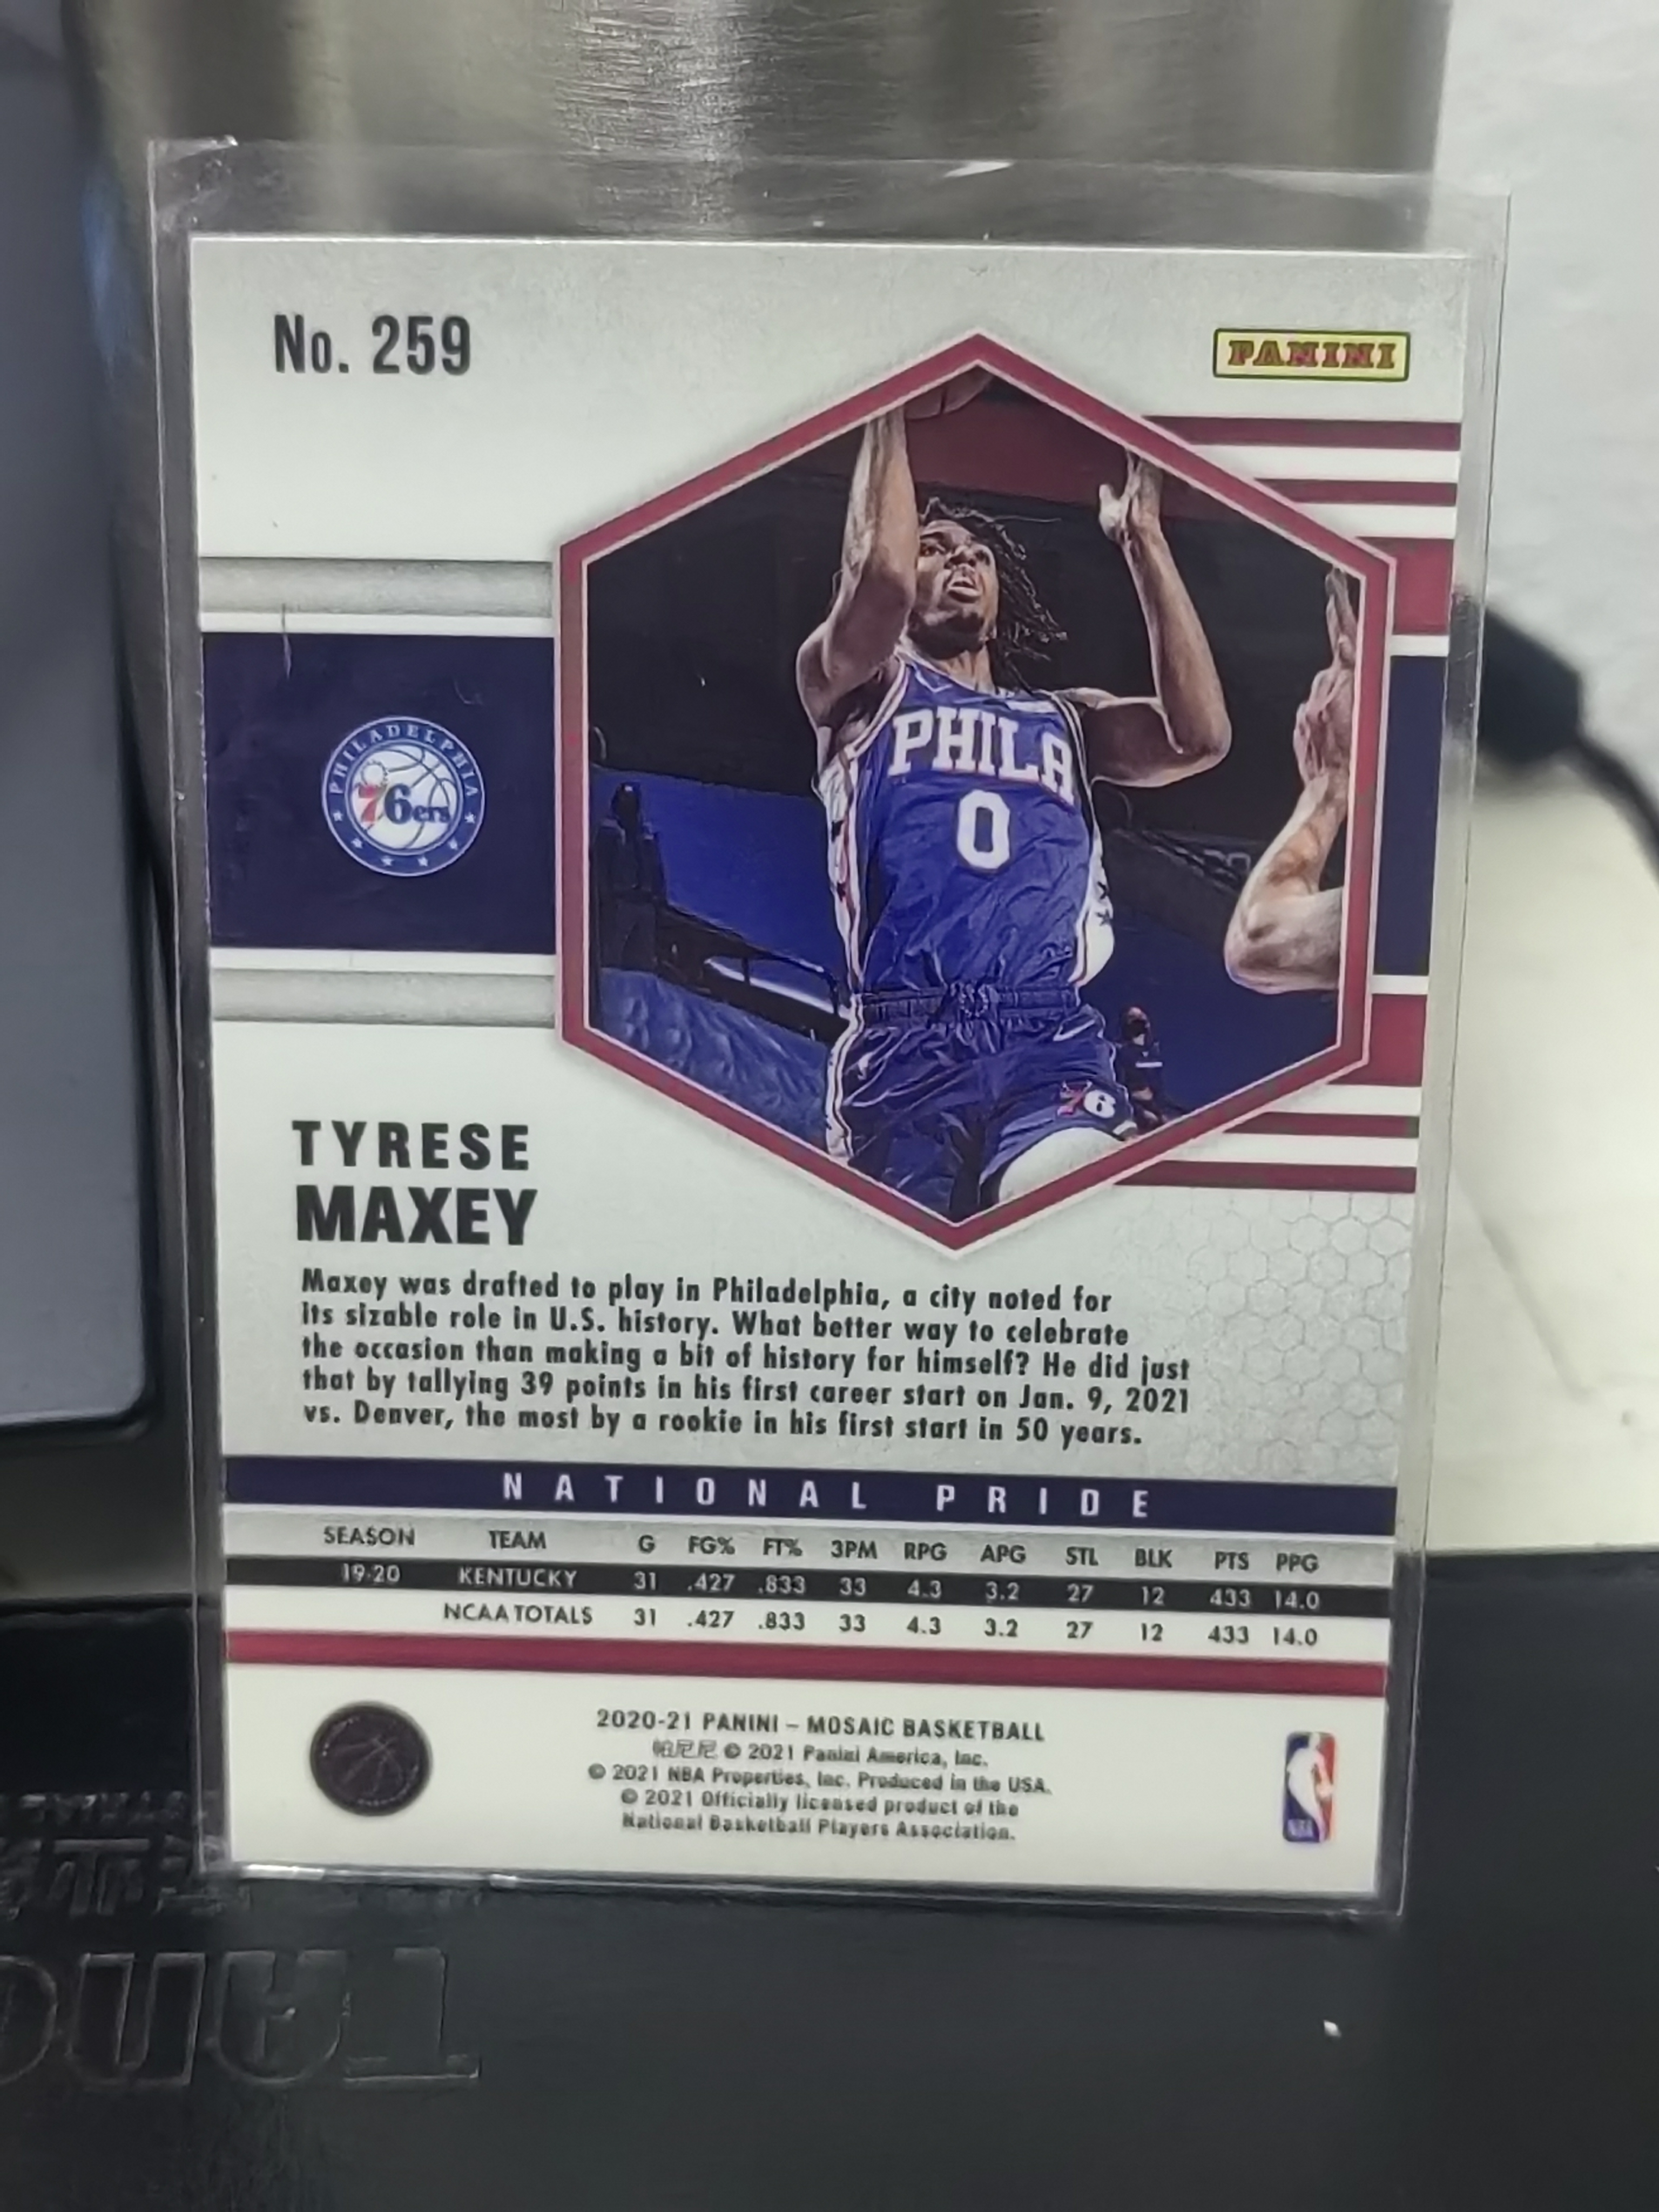 No. 259
PANINI
PHILADELPHIA
76ers
PHILA
0
76
TYRESE
MAXEY
Maxey was drafted to play in Philadelphia, a city noted for
its sizable role in U.S. history. What better way to celebrate
the occasion than making a bit of history for himself? He did just
that by tallying 39 points in his first career start on Jan. 9, 2021
vs. Denver, the most by a rookie in his first start in 50 years.
NATIONAL PRIDE
SEASON TEAM G FG% FT% 3PM RPG APG STL BLK PTS PPG
19-20 KENTUCKY 31 .427 .833 33 4.3 3.2 27 12 433 14.0
NCAA TOTALS 31 .427 .833 33 4.3 3.2 27 12 433 14.0
2020-21 PANINI – MOSAIC BASKETBALL
帕尼尼 © 2021 Panini America, Inc.
© 2021 NBA Properties, Inc. Produced in the USA.
© 2021 Officially licensed product of the
National Basketball Players Association.
NBA